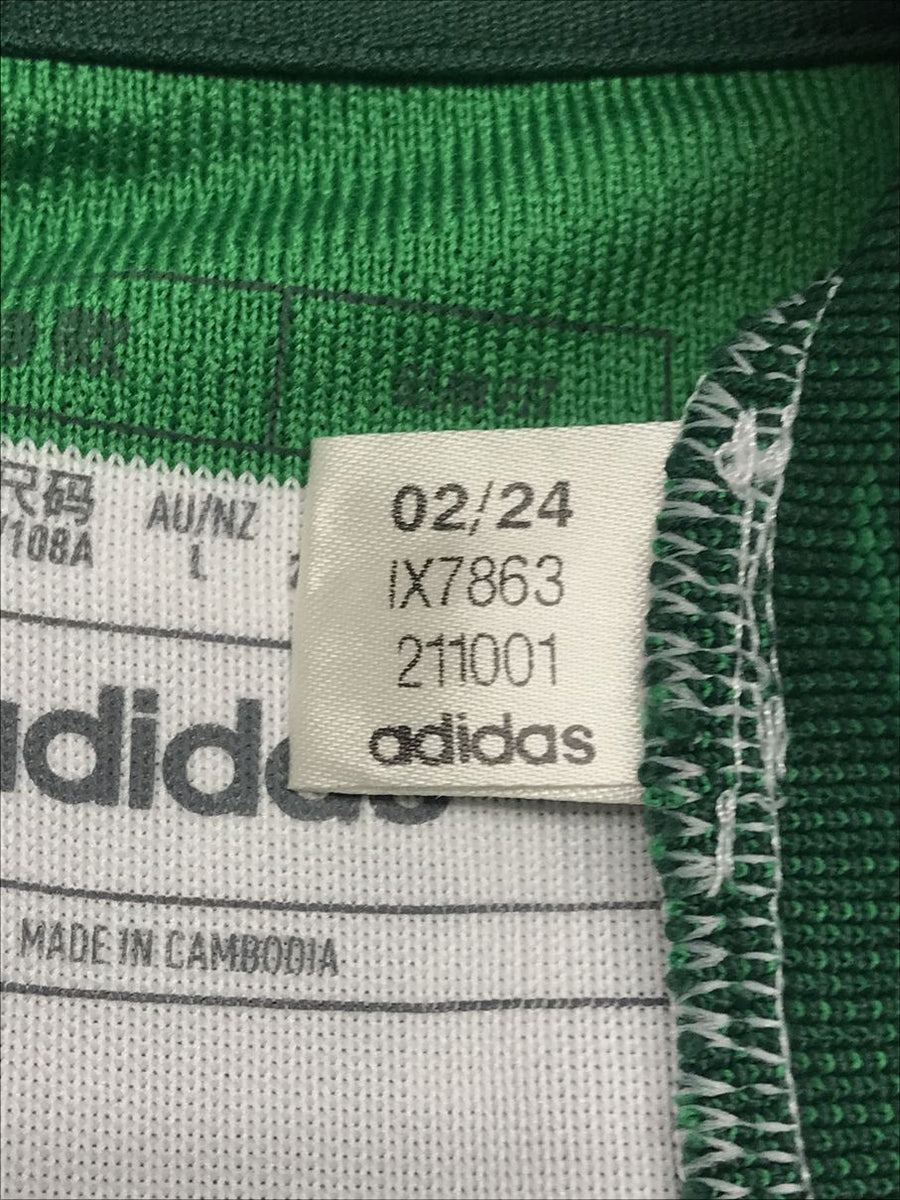 尺码
/108A
AU/NZ
L
02/24
IX7863
211001
adidas
adidas
MADE IN CAMBODIA